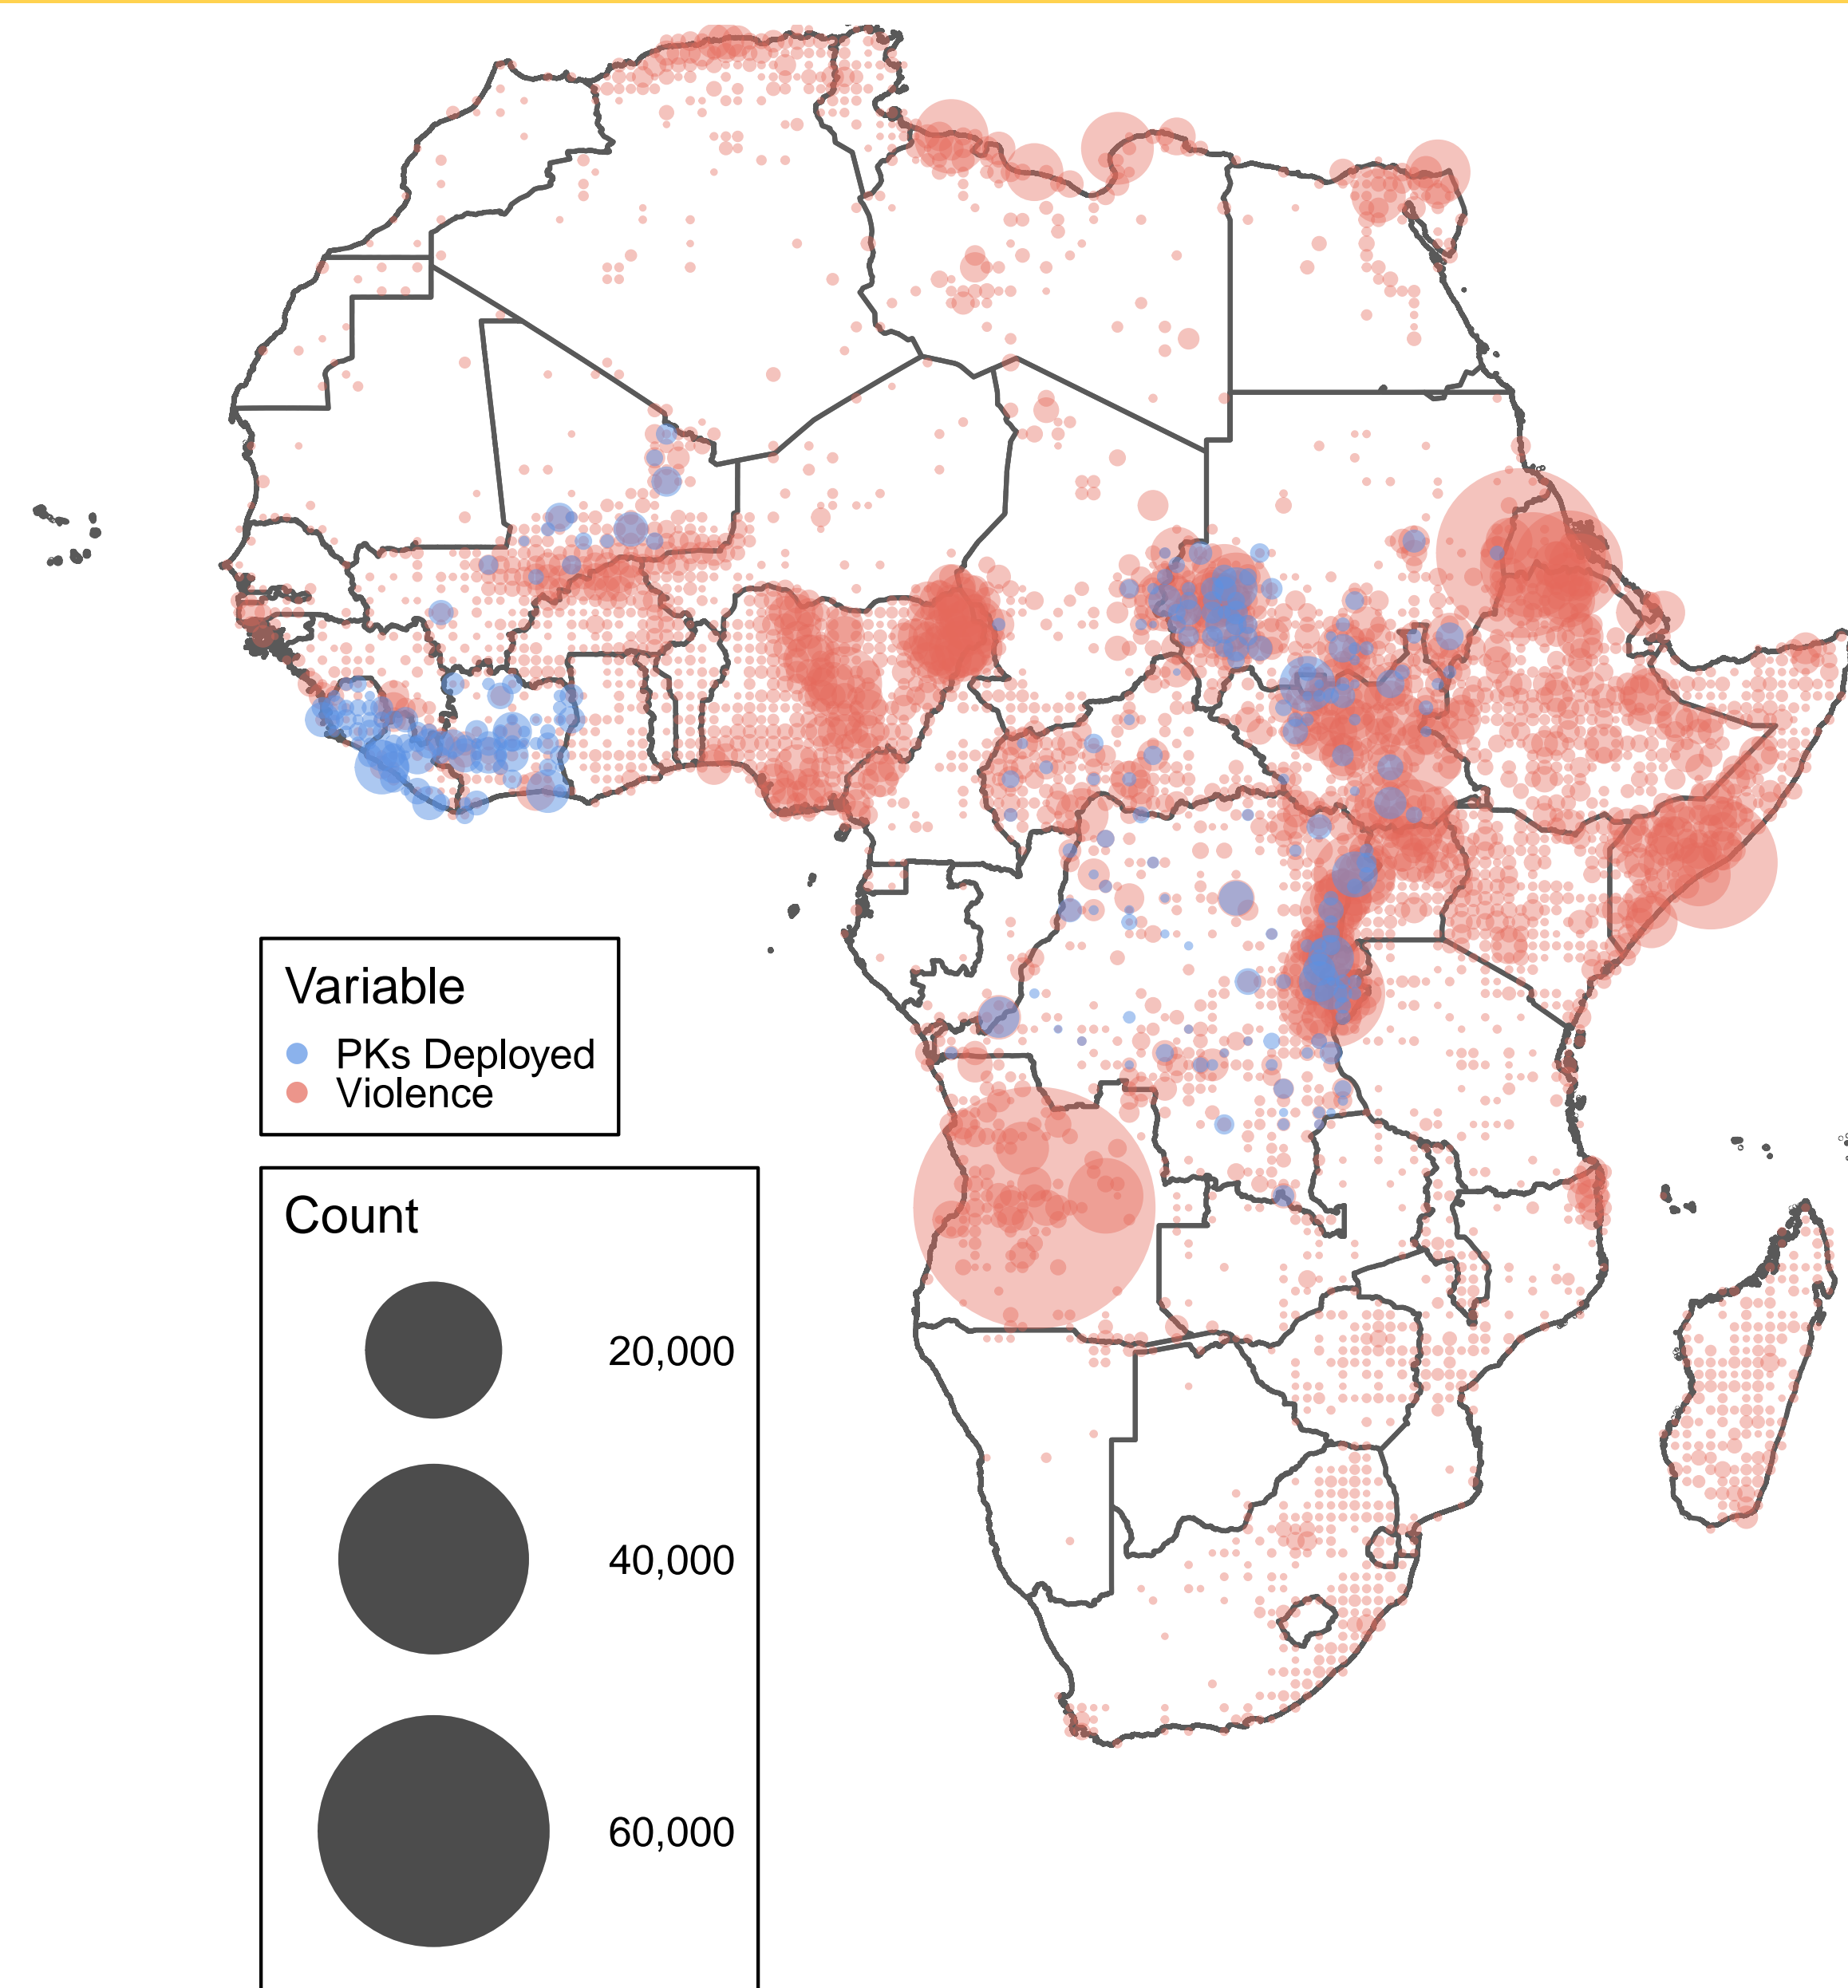 Variable
PKs Deployed
Violence
Count
20,000
40,000
60,000